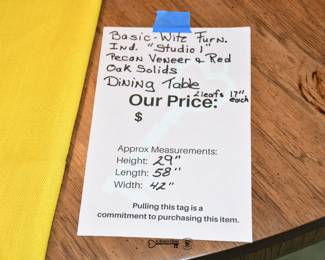 Basic-Witz Furn.
Ind. "Studio 1"
Pecan Veneer & Red
Oak Solids
Dining Table
2 leafs 17" each
Our Price:
$
Approx Measurements:
Height: 29"
Length: 58"
Width: 42"
Pulling this tag is a
commitment to purchasing this item.